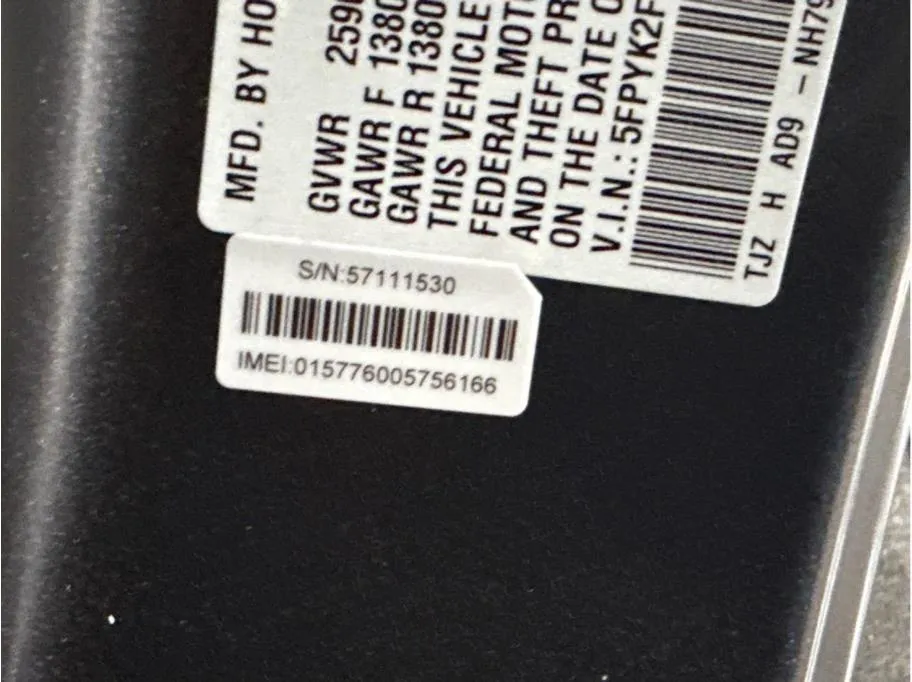 MFD. BY HO
GVWR 259
GAWR F 1380
GAWR R 1380
THIS VEHICLE
FEDERAL MOTO
AND THEFT PR
ON THE DATE O
V.I.N.: 5FPYK2F
TJZ H AD9 – NH79
S/N:57111530
IMEI:015776005756166